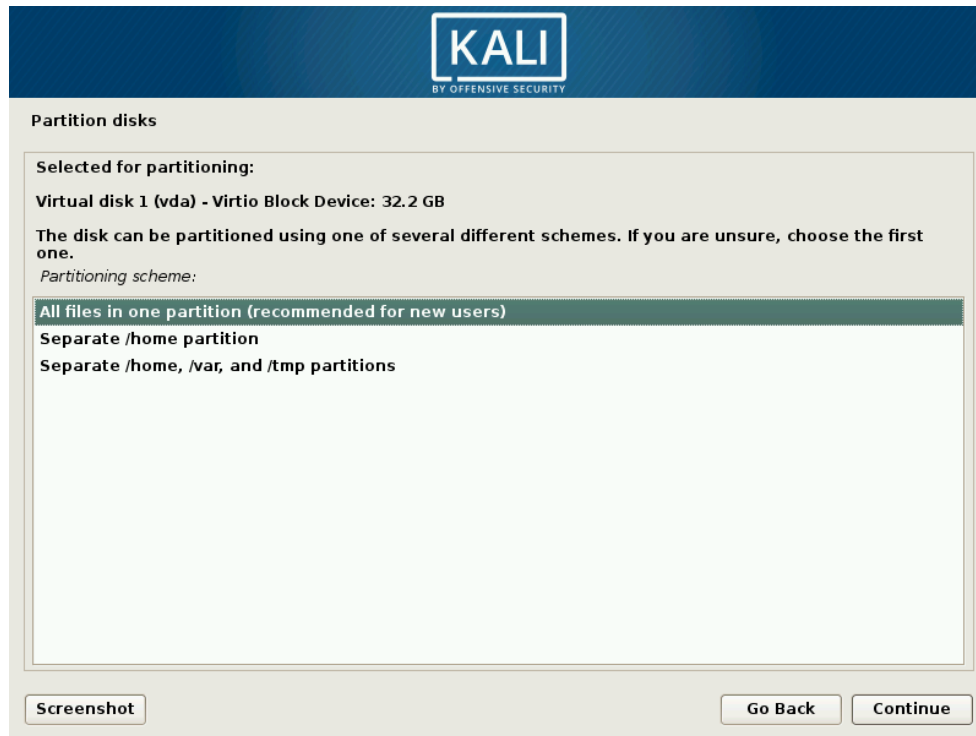 KALI
BY OFFENSIVE SECURITY
Partition disks
Selected for partitioning:
Virtual disk 1 (vda) - Virtio Block Device: 32.2 GB
The disk can be partitioned using one of several different schemes. If you are unsure, choose the first
one.
Partitioning scheme:
All files in one partition (recommended for new users)
Separate /home partition
Separate /home, /var, and /tmp partitions
Screenshot
Go Back
Continue